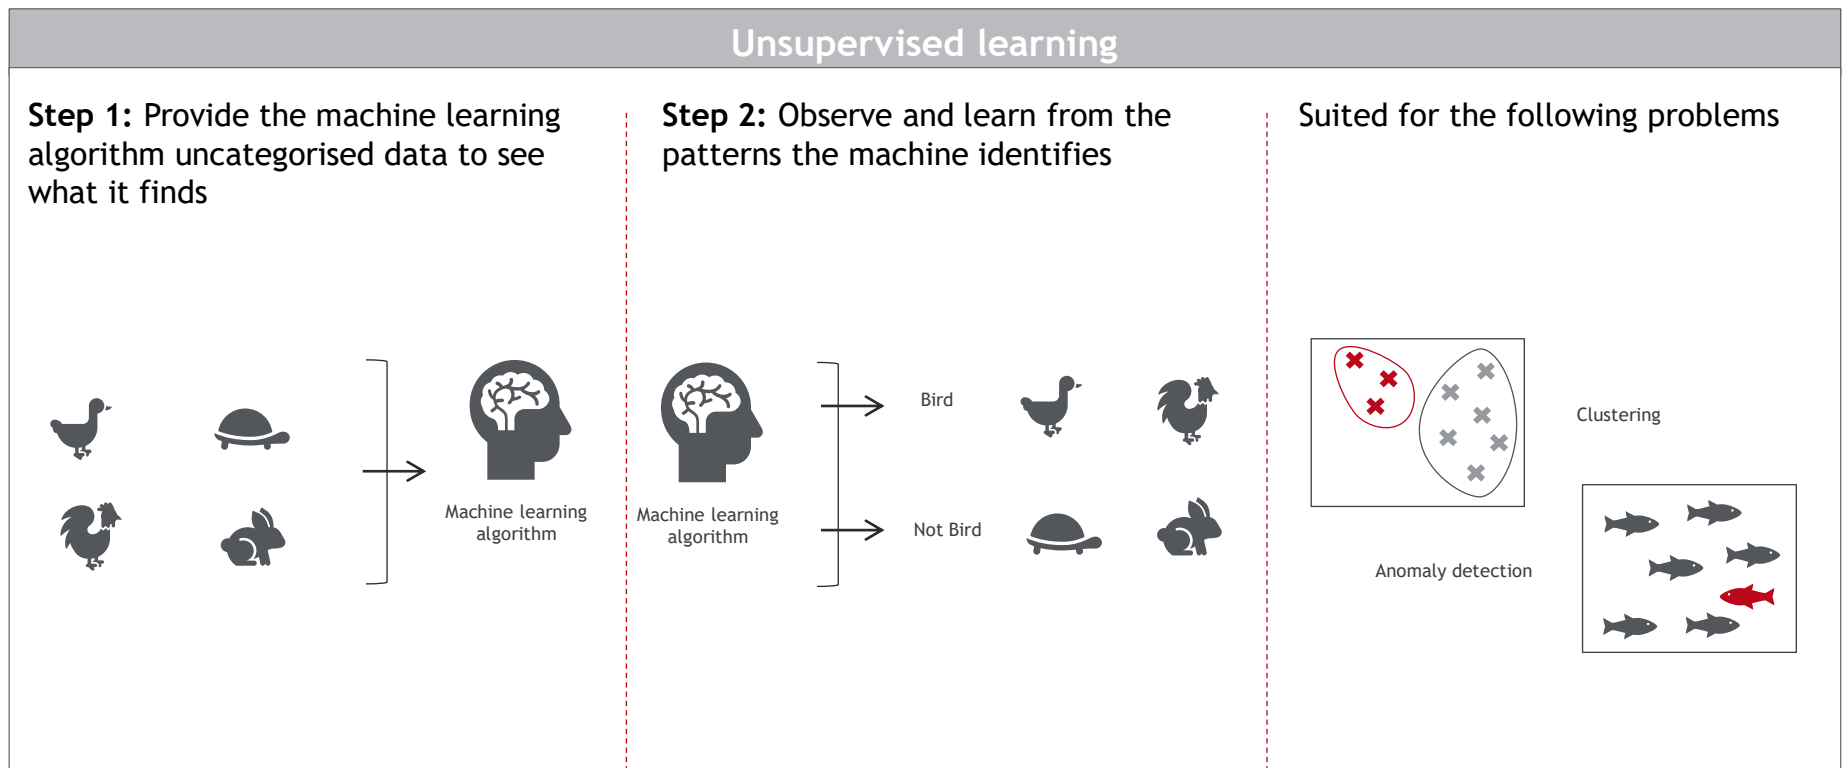 Unsupervised learning
Step 1: Provide the machine learning
algorithm uncategorised data to see
what it finds
Machine learning
algorithm
Step 2: Observe and learn from the
patterns the machine identifies
Machine learning
algorithm
Bird
Not Bird
Suited for the following problems
Clustering
Anomaly detection